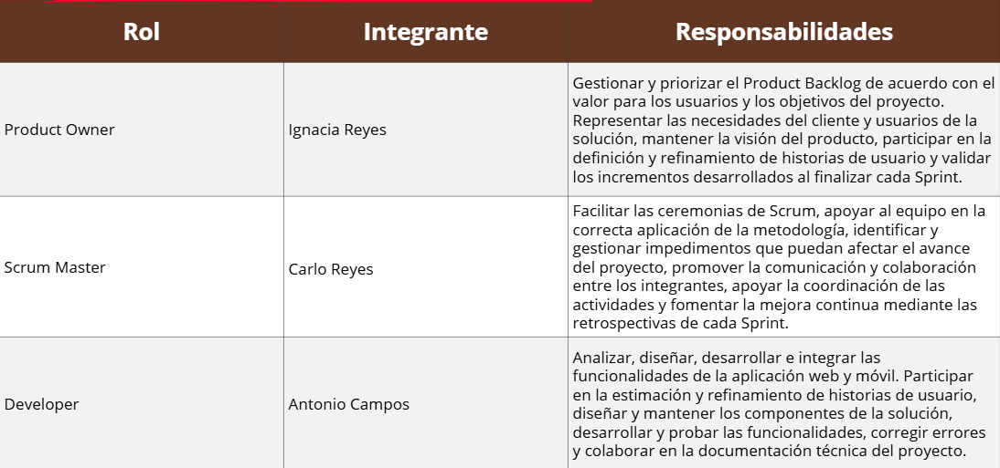 Rol
Integrante
Responsabilidades
Product Owner
Ignacia Reyes
Gestionar y priorizar el Product Backlog de acuerdo con el
valor para los usuarios y los objetivos del proyecto.
Representar las necesidades del cliente y usuarios de la
solución, mantener la visión del producto, participar en la
definición y refinamiento de historias de usuario y validar
los incrementos desarrollados al finalizar cada Sprint.
Scrum Master
Carlo Reyes
Facilitar las ceremonias de Scrum, apoyar al equipo en la
correcta aplicación de la metodología, identificar y
gestionar impedimentos que puedan afectar el avance
del proyecto, promover la comunicación y colaboración
entre los integrantes, apoyar la coordinación de las
actividades y fomentar la mejora continua mediante las
retrospectivas de cada Sprint.
Developer
Antonio Campos
Analizar, diseñar, desarrollar e integrar las
funcionalidades de la aplicación web y móvil. Participar
en la estimación y refinamiento de historias de usuario,
diseñar y mantener los componentes de la solución,
desarrollar y probar las funcionalidades, corregir errores
y colaborar en la documentación técnica del proyecto.